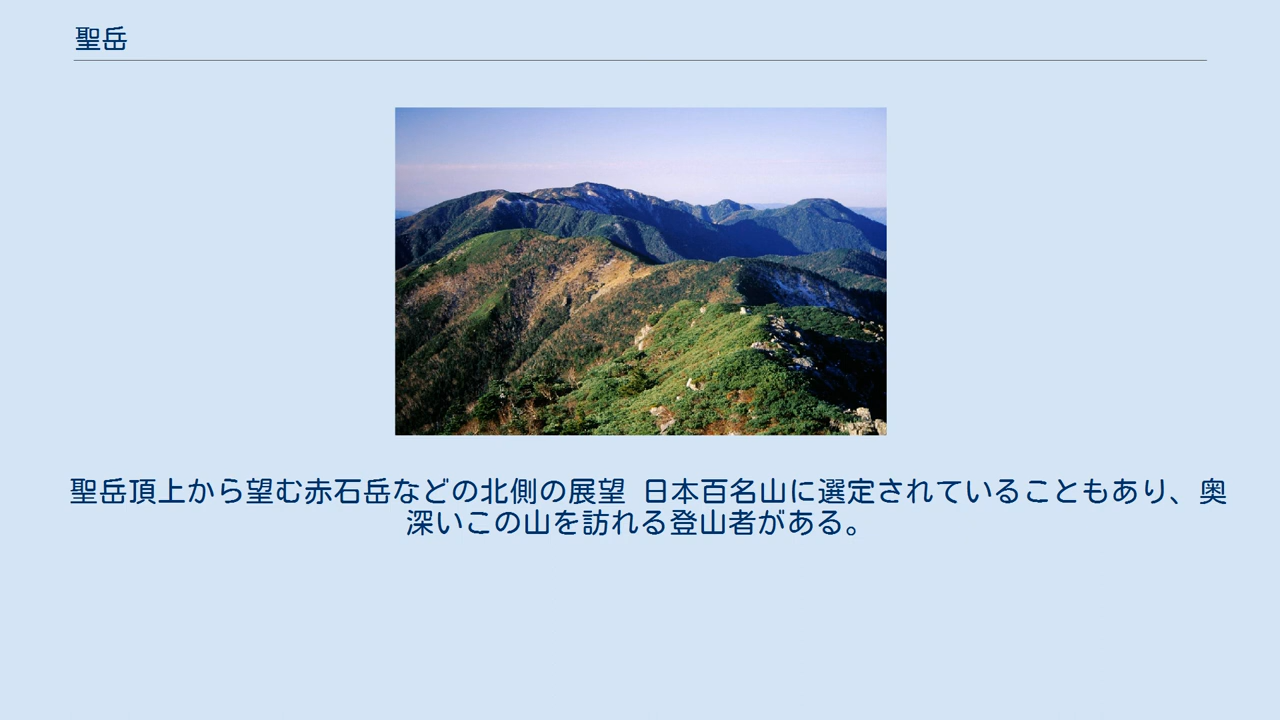 聖岳
聖岳頂上から望む赤石岳などの北側の展望 日本百名山に選定されていることもあり、奥
深いこの山を訪れる登山者がある。